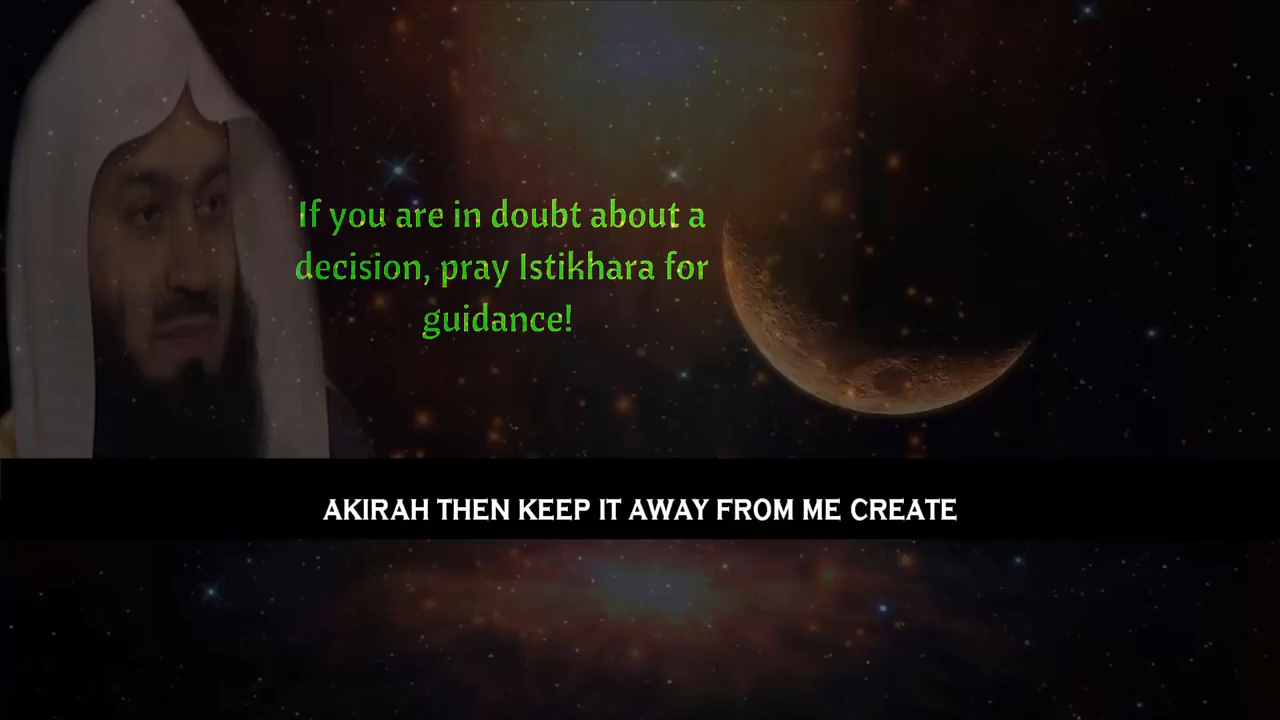 If you are in doubt about a
decision, pray Istikhara for
guidance!
AKIRAH THEN KEEP IT AWAY FROM ME CREATE